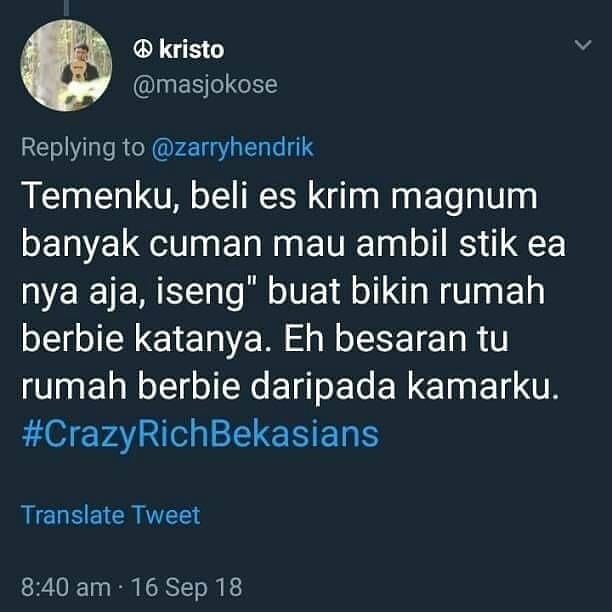 ☮ kristo
@masjokose
Replying to @zarryhendrik
Temenku, beli es krim magnum
banyak cuman mau ambil stik ea
nya aja, iseng" buat bikin rumah
berbie katanya. Eh besaran tu
rumah berbie daripada kamarku.
#CrazyRichBekasians
Translate Tweet
8:40 am · 16 Sep 18